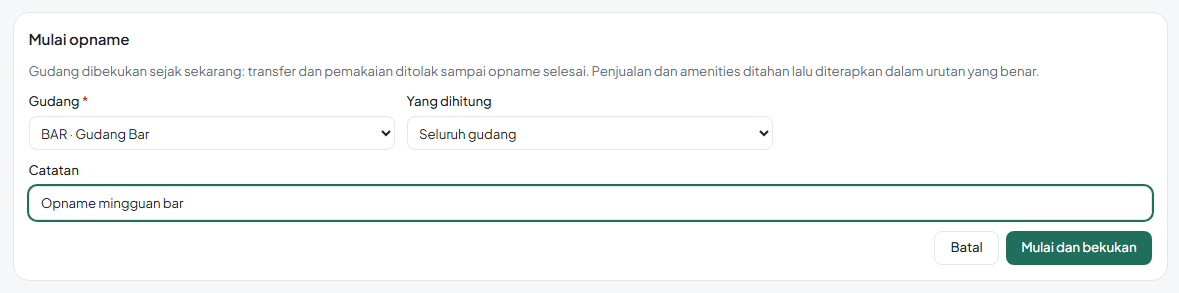 Mulai opname
Gudang dibekukan sejak sekarang: transfer dan pemakaian ditolak sampai opname selesai. Penjualan dan amenities ditahan lalu diterapkan dalam urutan yang benar.
Gudang *
Yang dihitung
BAR · Gudang Bar
Seluruh gudang
Catatan
Opname mingguan bar
Batal
Mulai dan bekukan